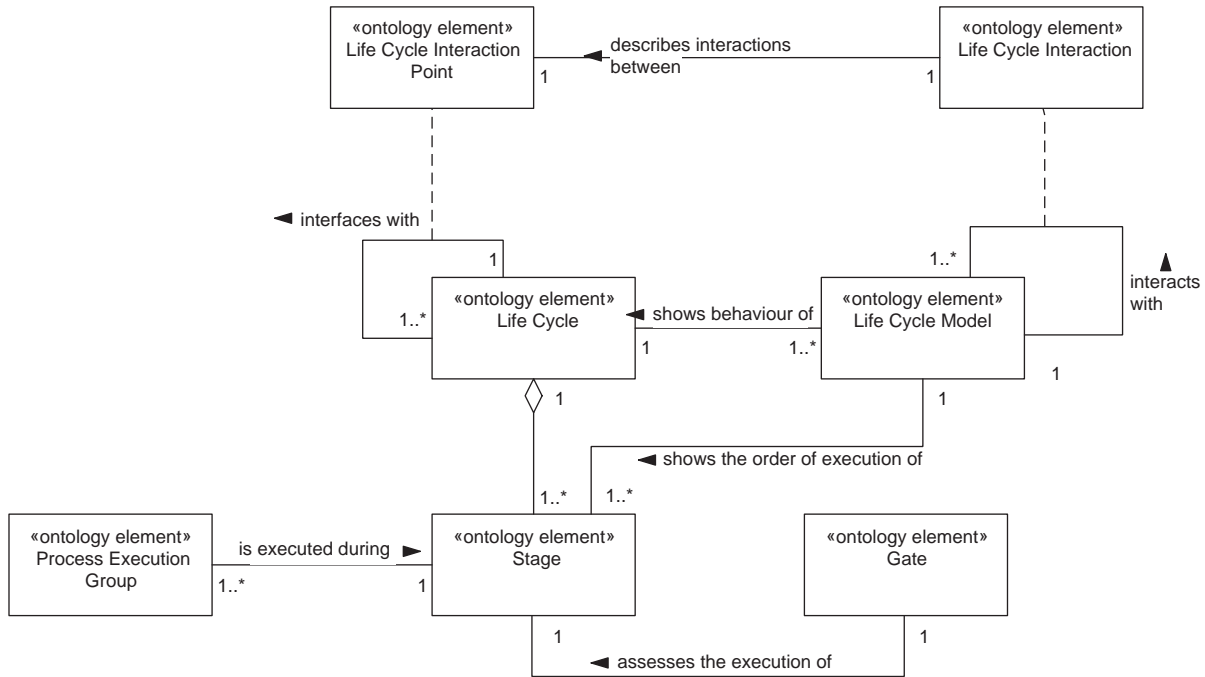 «ontology element»
Life Cycle Interaction
Point
1
describes interactions
between
1
«ontology element»
Life Cycle Interaction
interfaces with
1
1..*
«ontology element»
Life Cycle
shows behaviour of
1
1..*
1..*
«ontology element»
Life Cycle Model
interacts
with
1
1
1
shows the order of execution of
1..*
1..*
«ontology element»
Process Execution
Group
is executed during
1..*
1
«ontology element»
Stage
«ontology element»
Gate
1
assesses the execution of
1